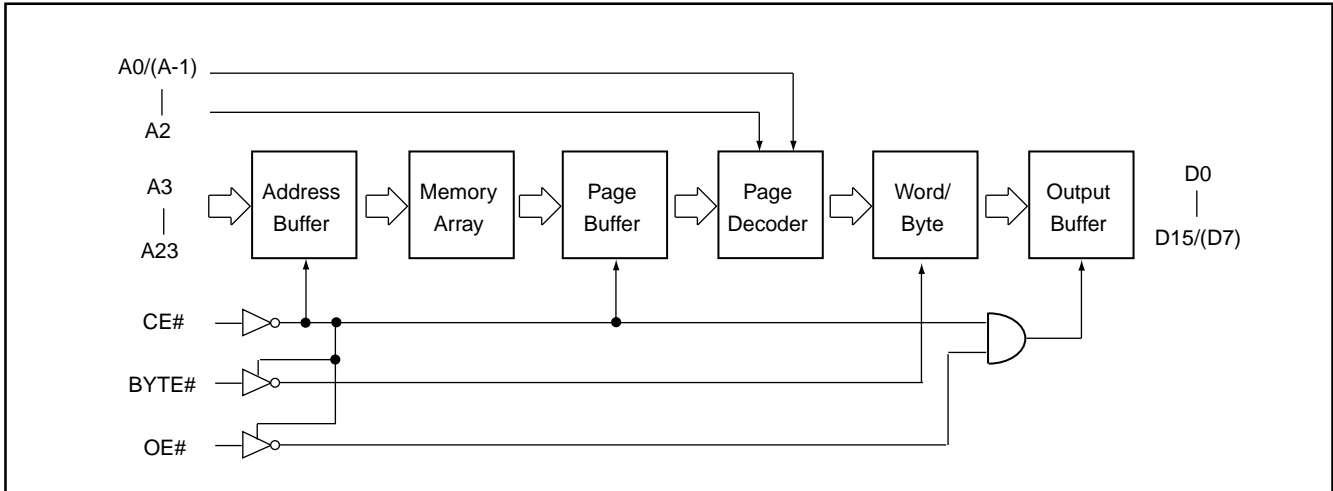 A0/(A-1)
A2
A3
A23
Address
Buffer
Memory
Array
Page
Buffer
Page
Decoder
Word/
Byte
Output
Buffer
D0
D15/(D7)
CE#
BYTE#
OE#